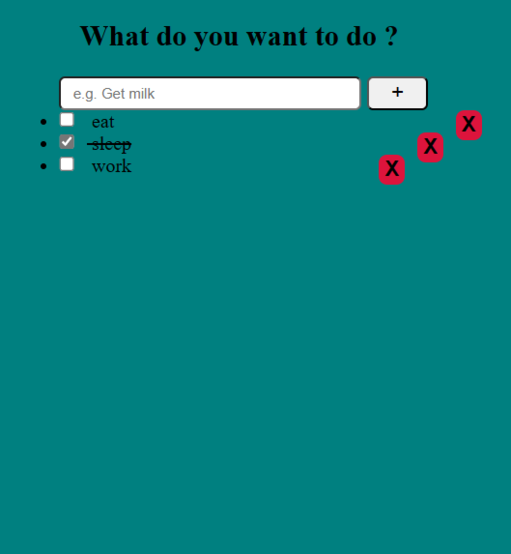 What do you want to do ?
e.g. Get milk +
eat X
sleep X
work X